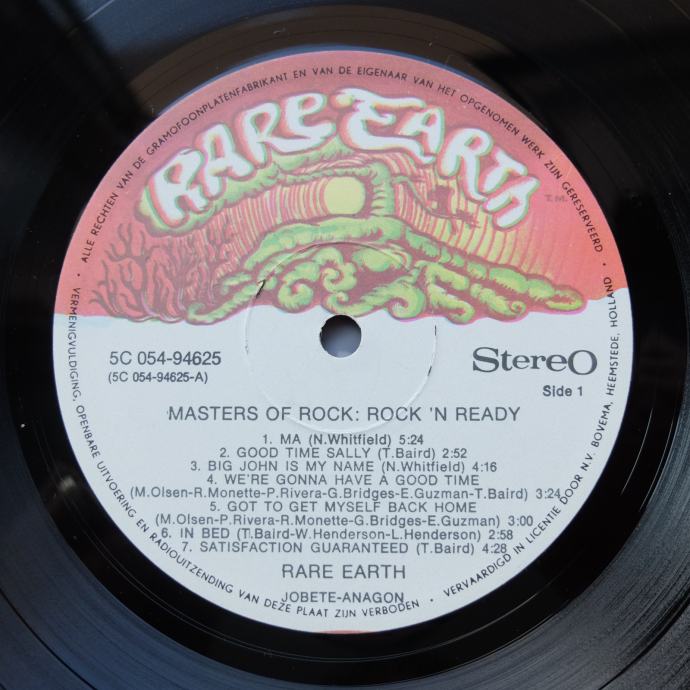 ALLE RECHTEN VAN DE GRAMOFOONPLATENFABRIKANT EN VAN DE EIGENAAR VAN HET OPGENOMEN WERK ZIJN GERESERVEERD ·
RARE EARTH
T.M.
5C 054-94625
(5C 054-94625-A)
StereO
Side 1
MASTERS OF ROCK: ROCK 'N READY
1. MA (N.Whitfield) 5:24
2. GOOD TIME SALLY (T.Baird) 2:52
3. BIG JOHN IS MY NAME (N.Whitfield) 4:16
4. WE'RE GONNA HAVE A GOOD TIME
(M.Olsen-R.Monette-P.Rivera-G.Bridges-E.Guzman-T.Baird) 3:24
5. GOT TO GET MYSELF BACK HOME
(M.Olsen-P.Rivera-R.Monette-G.Bridges-E.Guzman) 3:00
6. IN BED (T.Baird-W.Henderson-L.Henderson) 2:58
7. SATISFACTION GUARANTEED (T.Baird) 4:28
RARE EARTH
JOBETE-ANAGON
VERMENIGVULDIGING, OPENBARE UITVOERING EN RADIOUITZENDING VAN DEZE PLAAT ZIJN VERBODEN ·
VERVAARDIGD IN LICENTIE DOOR N.V. BOVEMA, HEEMSTEDE, HOLLAND